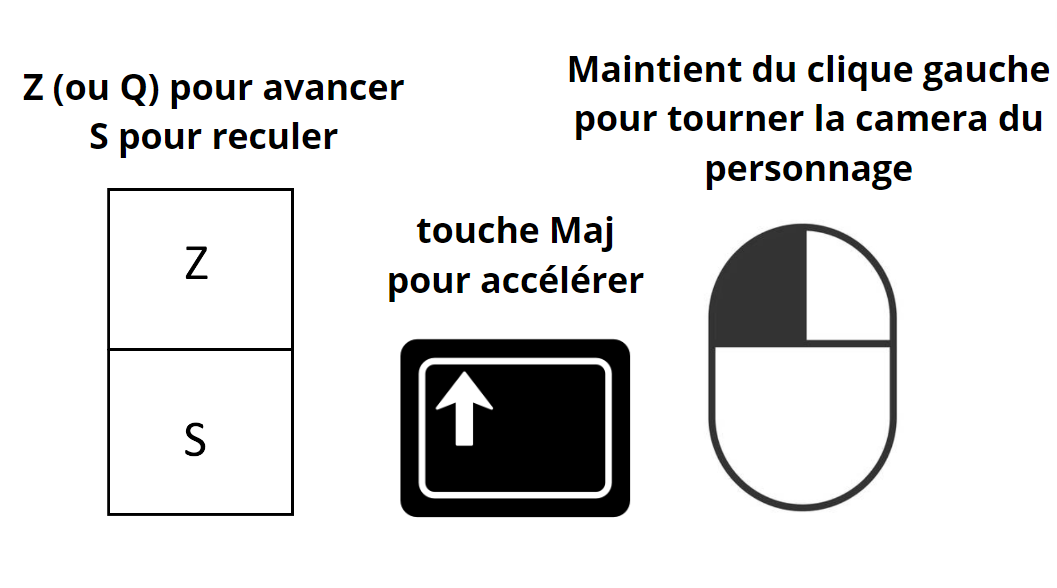 Z (ou Q) pour avancer
S pour reculer
Z
S
touche Maj
pour accélérer
Maintient du clique gauche
pour tourner la camera du
personnage